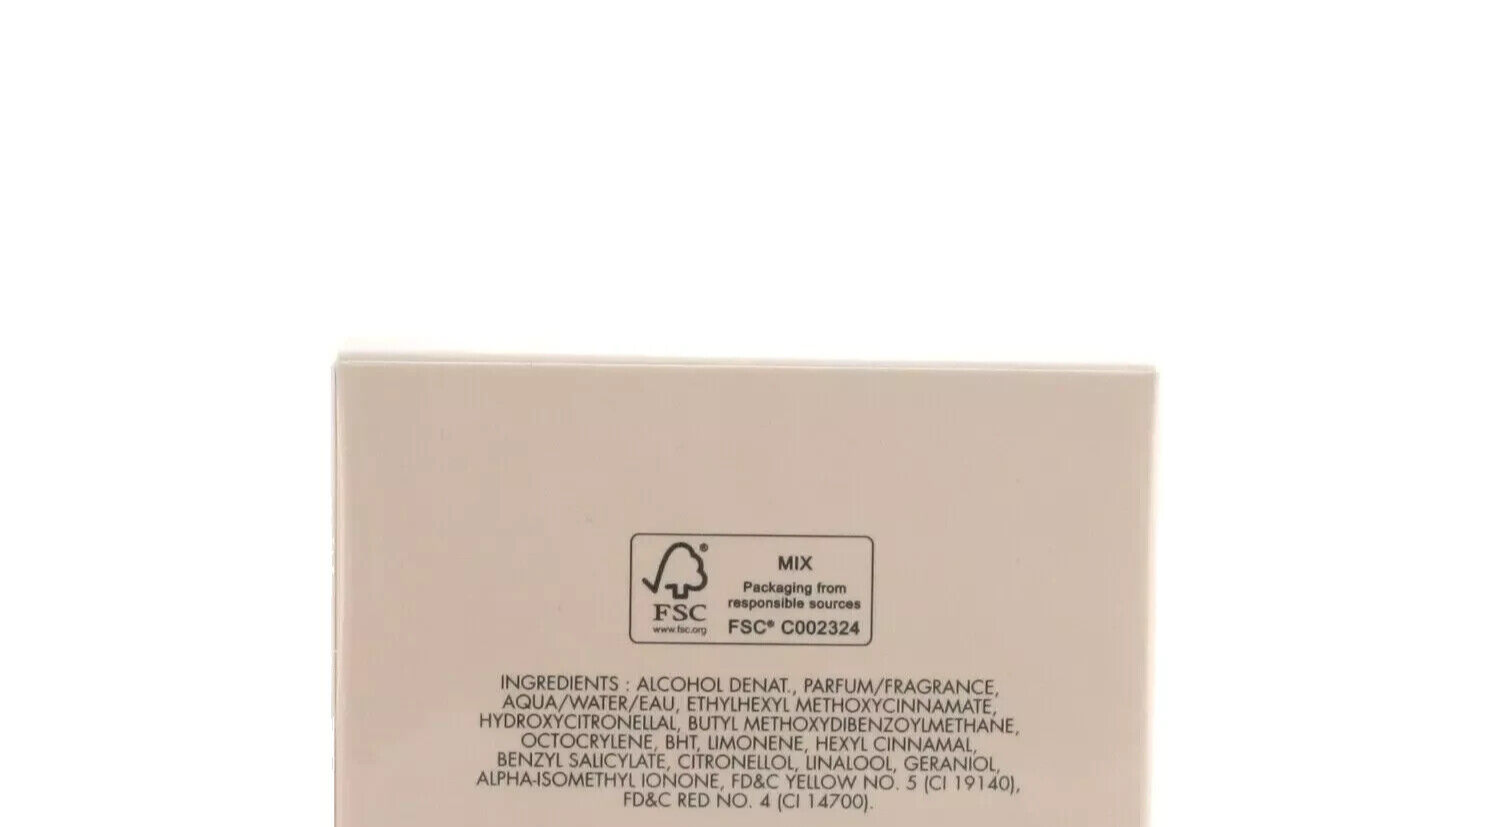 MIX
Packaging from
responsible sources
FSC® C002324
FSC
www.fsc.org
INGREDIENTS : ALCOHOL DENAT., PARFUM/FRAGRANCE,
AQUA/WATER/EAU, ETHYLHEXYL METHOXYCINNAMATE,
HYDROXYCITRONELLAL, BUTYL METHOXYDIBENZOYLMETHANE,
OCTOCRYLENE, BHT, LIMONENE, HEXYL CINNAMAL,
BENZYL SALICYLATE, CITRONELLOL, LINALOOL, GERANIOL,
ALPHA-ISOMETHYL IONONE, FD&C YELLOW NO. 5 (CI 19140),
FD&C RED NO. 4 (CI 14700).